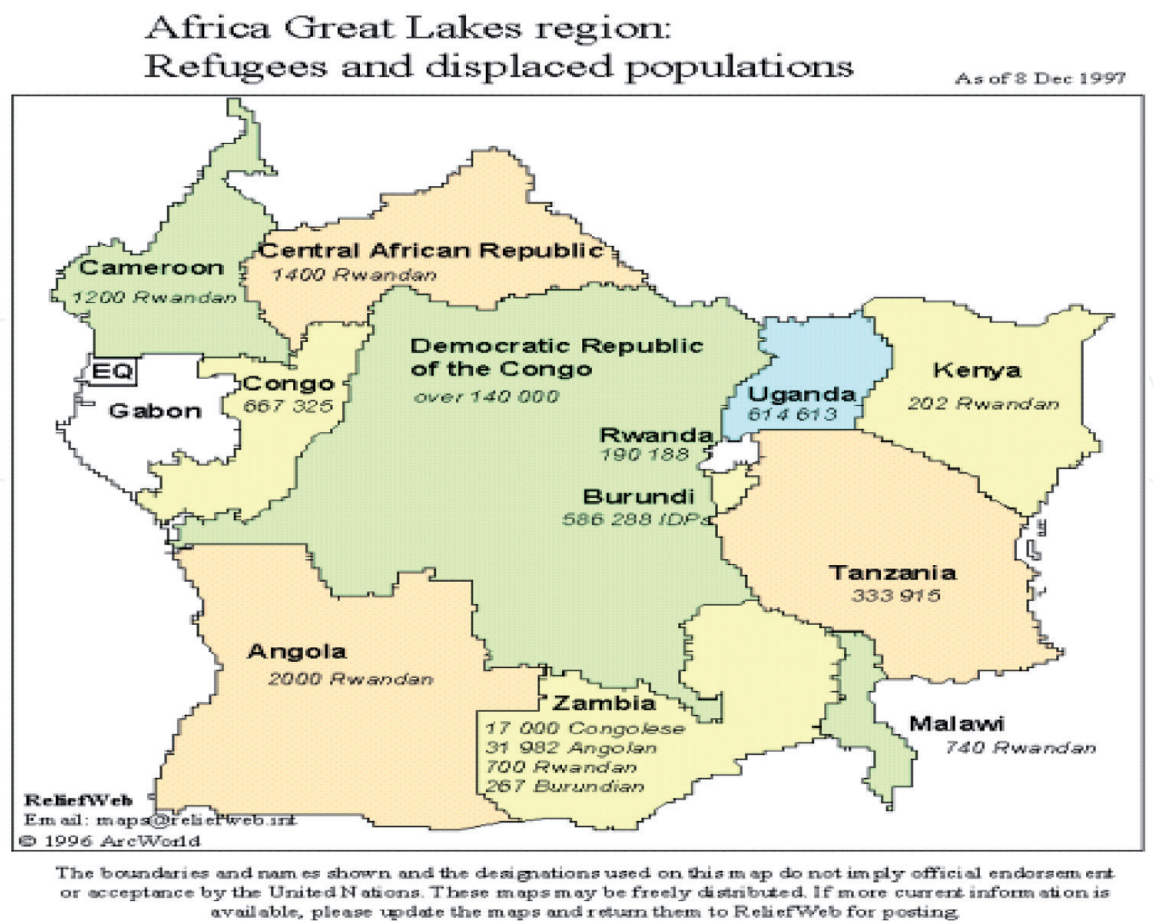 Africa Great Lakes region:
Refugees and displaced populations
As of 8 Dec 1997
Central African Republic
1400 Rwandan
Cameroon
1200 Rwandan
EQ
Gabon
Congo
667 325
Democratic Republic
of the Congo
over 140 000
Uganda
614 613
Kenya
202 Rwandan
Rwanda
190 188
Burundi
586 288 IDPs
Tanzania
333 915
Angola
2000 Rwandan
Zambia
17 000 Congolese
31 982 Angolan
700 Rwandan
267 Burundian
Malawi
740 Rwandan
ReliefWeb
Email: maps@reliefweb.int
© 1996 ArcWorld
The boundaries and names shown and the designations used on this map do not imply official endorsement
or acceptance by the United Nations. These maps may be freely distributed. If more current information is
available, please update the maps and return them to ReliefWeb for posting.